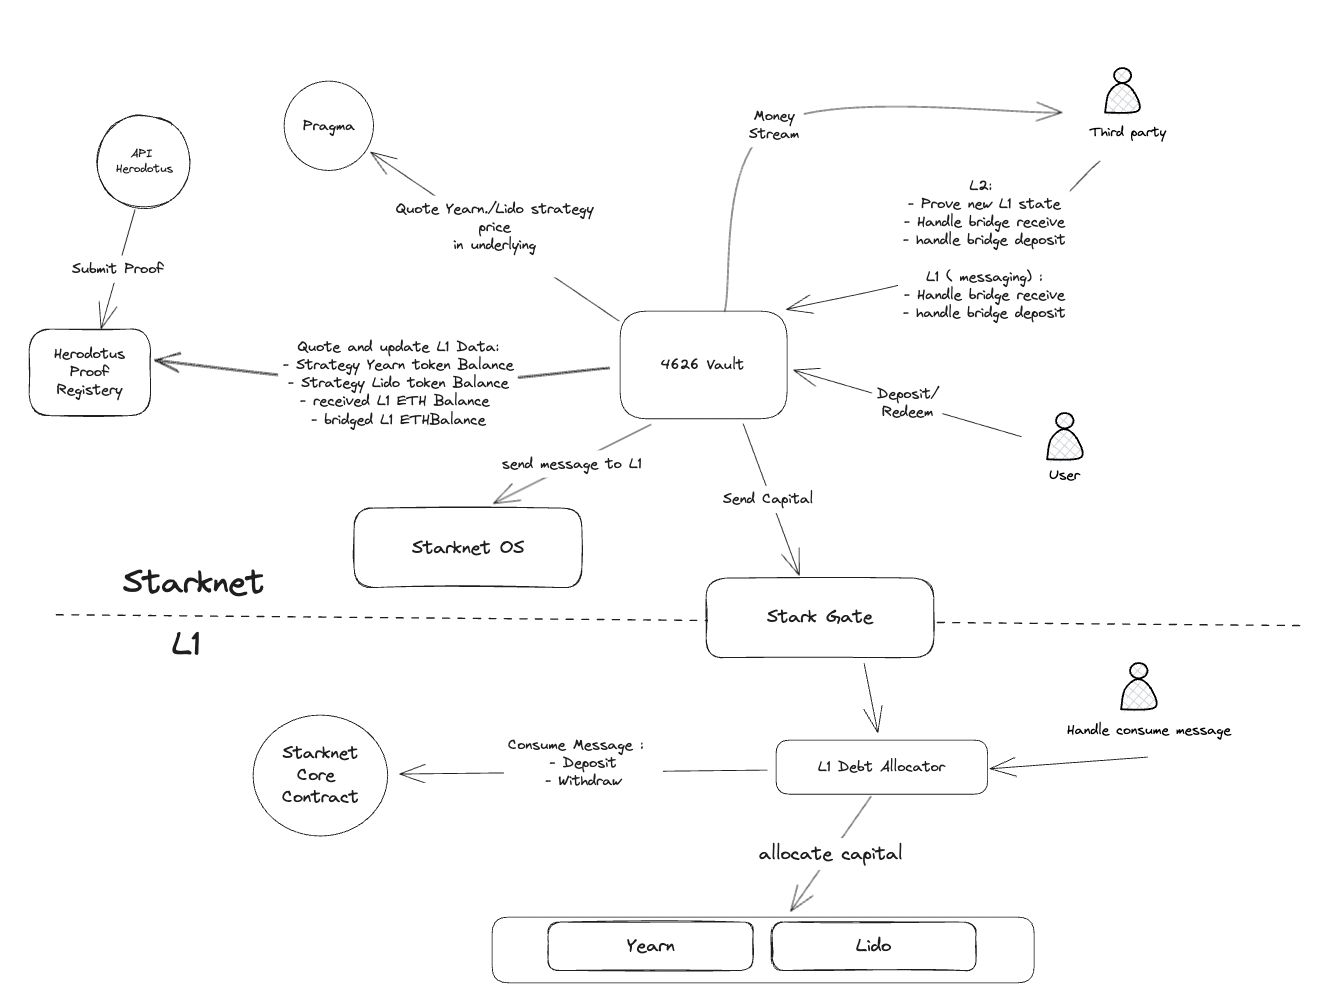 Pragma
API
Herodotus
Money
Stream
Third party
Quote Yearn./Lido strategy
price
in underlying
L2:
- Prove new L1 state
- Handle bridge receive
- handle bridge deposit
Submit Proof
L1 ( messaging) :
- Handle bridge receive
- handle bridge deposit
Herodotus
Proof
Registery
Quote and update L1 Data:
- Strategy Yearn token Balance
- Strategy Lido token Balance
- received L1 ETH Balance
- bridged L1 ETHBalance
4626 Vault
Deposit/
Redeem
User
send message to L1
Send Capital
Starknet OS
Starknet
Stark Gate
L1
Handle consume message
Starknet
Core
Contract
Consume Message :
- Deposit
- Withdraw
L1 Debt Allocator
allocate capital
Yearn
Lido